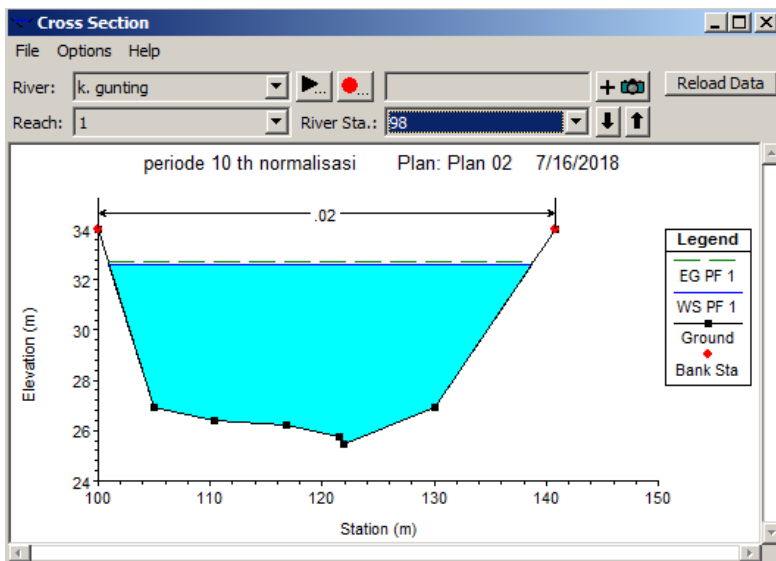 Cross Section
File Options Help
River: k. gunting ... ... + Reload Data
Reach: 1 River Sta.: 98
periode 10 th normalisasi Plan: Plan 02 7/16/2018
.02
34
32
30
28
26
24
Elevation (m)
100 110 120 130 140 150
Station (m)
Legend
EG PF 1
WS PF 1
Ground
Bank Sta